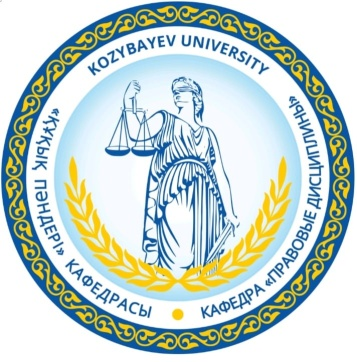 KOZYBAYEV UNIVERSITY
«ҚҰҚЫҚ ПӘНДЕРІ» КАФЕДРАСЫ
КАФЕДРА «ПРАВОВЫЕ ДИСЦИПЛИНЫ»